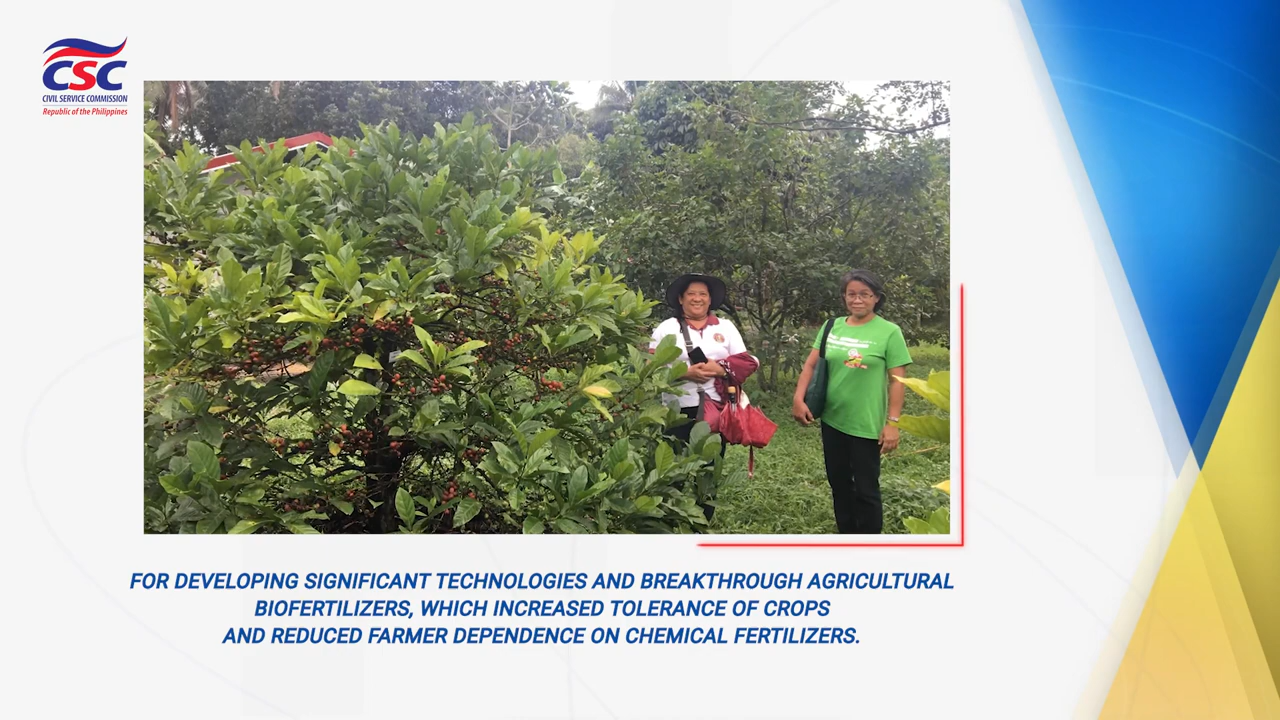 CSC
CIVIL SERVICE COMMISSION
Republic of the Philippines
FOR DEVELOPING SIGNIFICANT TECHNOLOGIES AND BREAKTHROUGH AGRICULTURAL
BIOFERTILIZERS, WHICH INCREASED TOLERANCE OF CROPS
AND REDUCED FARMER DEPENDENCE ON CHEMICAL FERTILIZERS.